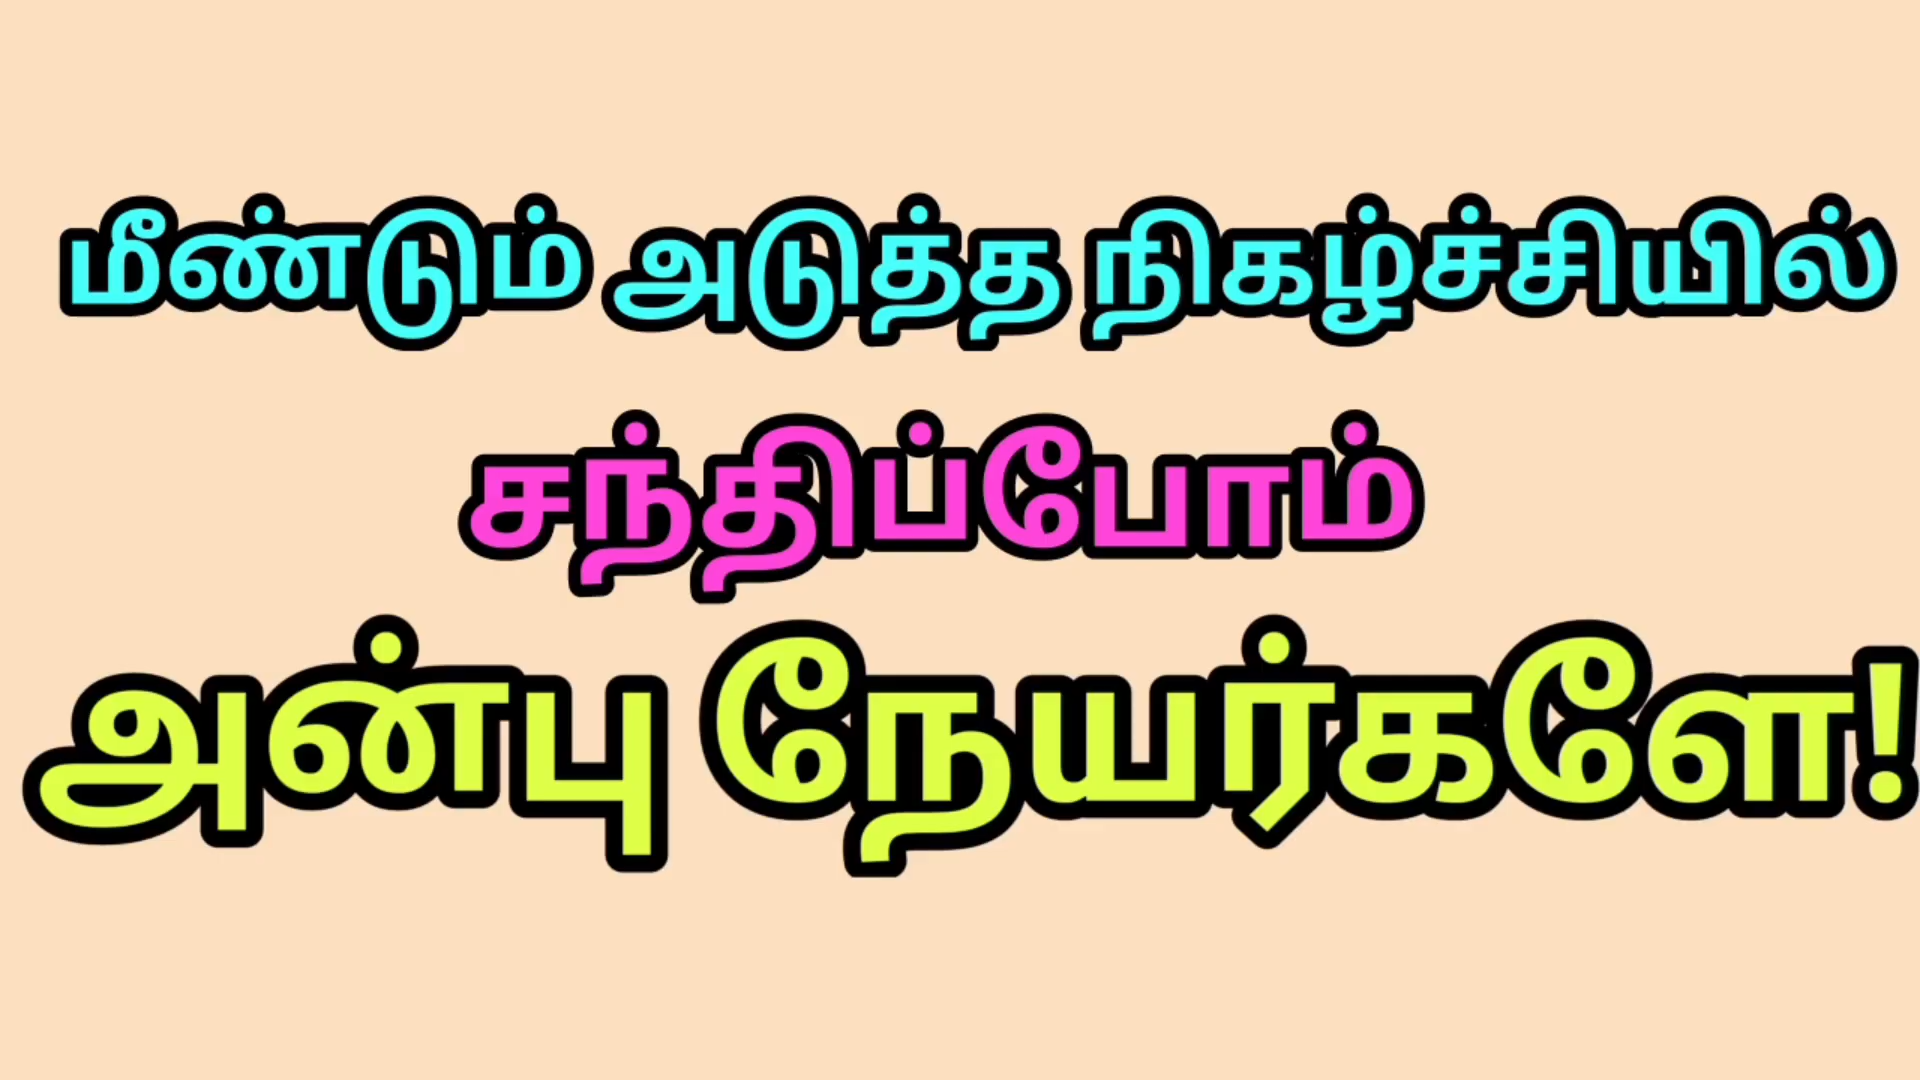 மீண்டும் அடுத்த நிகழ்ச்சியில்
சந்திப்போம்
அன்பு நேயர்களே!